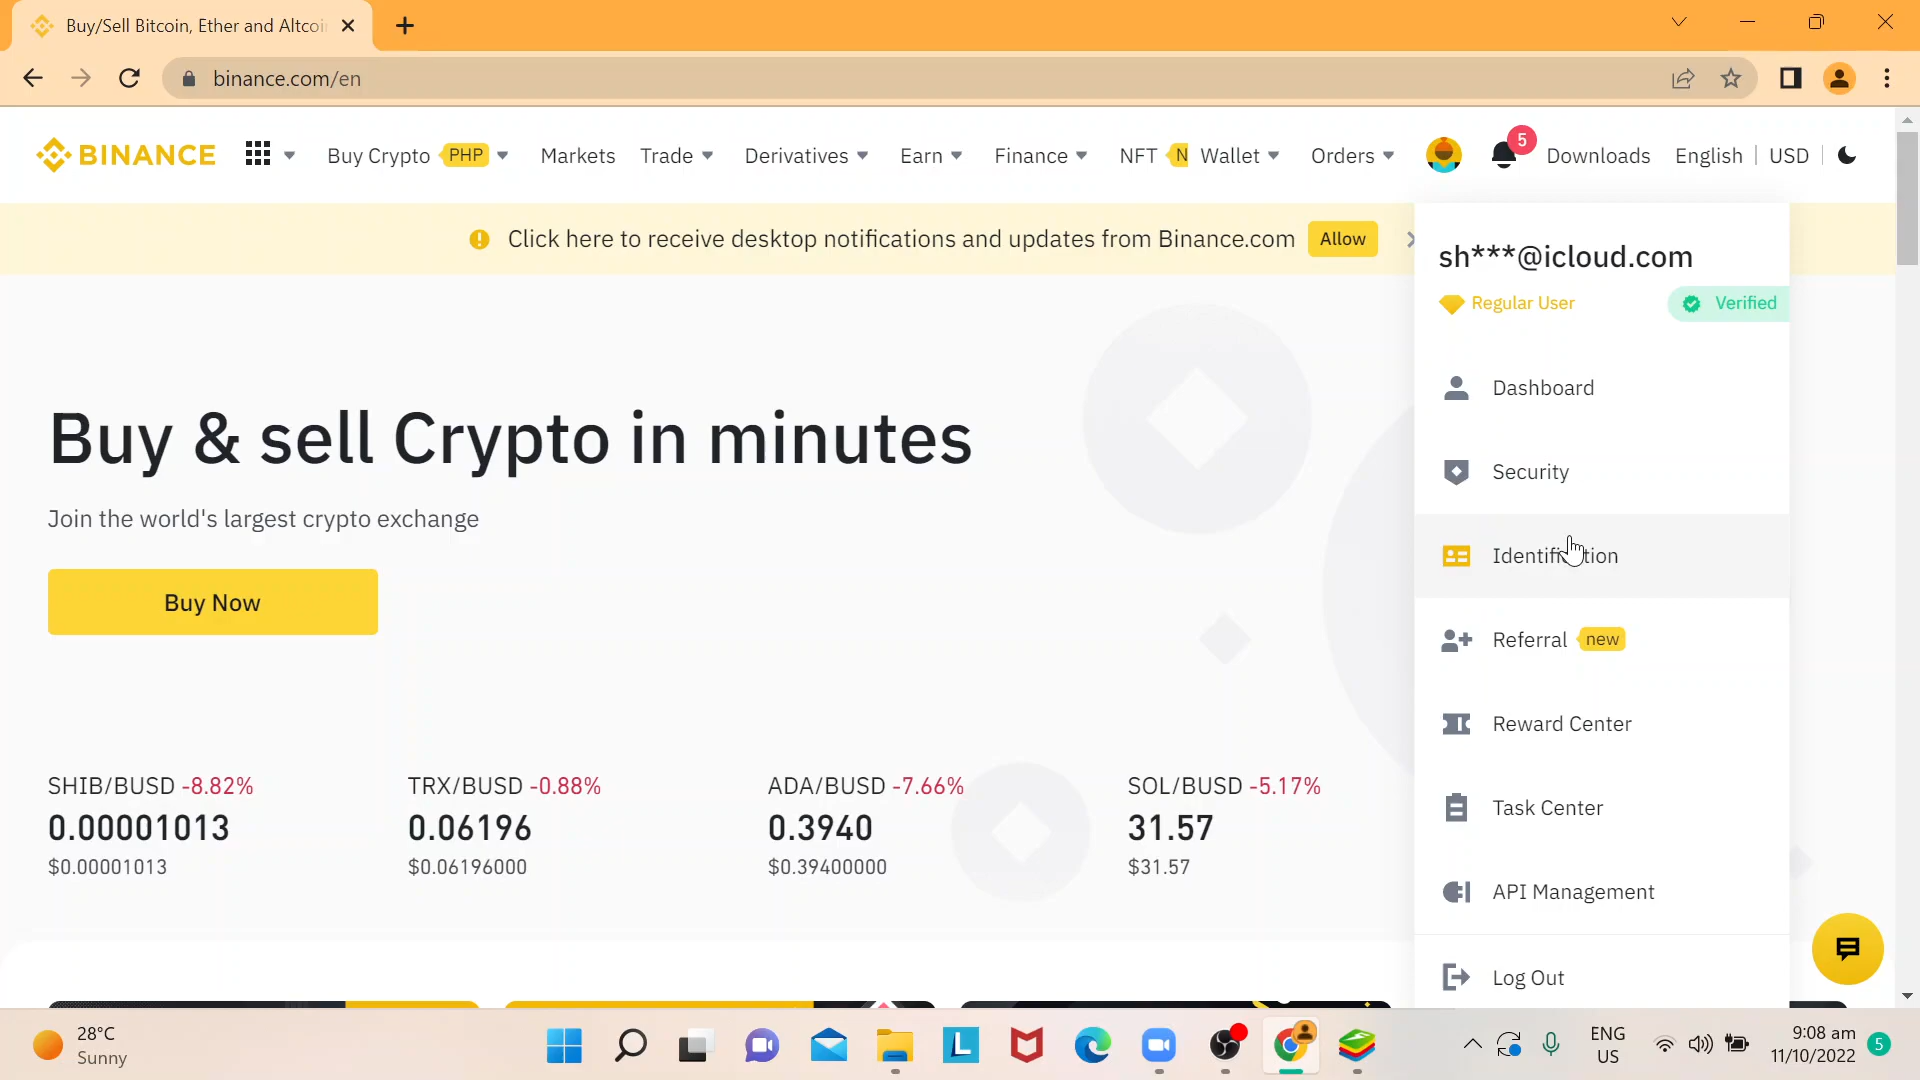 Buy/Sell Bitcoin, Ether and Altcoi
binance.com/en
BINANCE Buy Crypto PHP Markets Trade Derivatives Earn Finance NFT N Wallet Orders 5 Downloads English USD
Click here to receive desktop notifications and updates from Binance.com Allow
sh***@icloud.com
Regular User Verified
Dashboard
Security
Identification
Referral new
Reward Center
Task Center
API Management
Log Out
Buy & sell Crypto in minutes
Join the world's largest crypto exchange
Buy Now
SHIB/BUSD -8.82% TRX/BUSD -0.88% ADA/BUSD -7.66% SOL/BUSD -5.17%
0.00001013 0.06196 0.3940 31.57
$0.00001013 $0.06196000 $0.39400000 $31.57
28°C
Sunny
L
ENG
US
9:08 am
11/10/2022
5